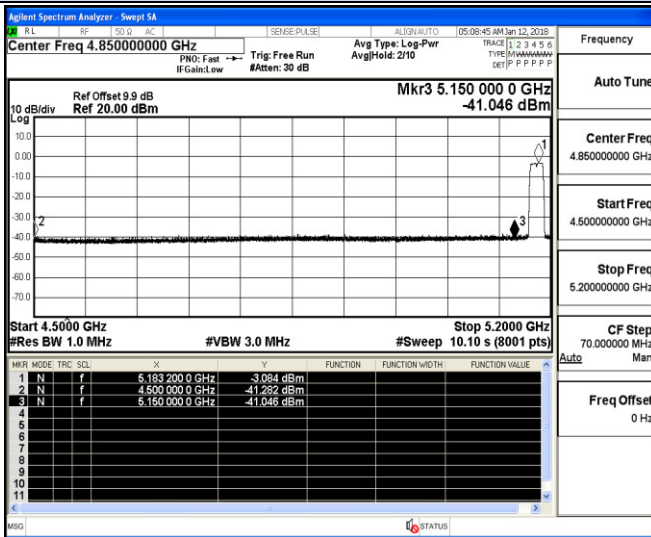 Agilent Spectrum Analyzer - Swept SA
RL RF 50 Ω AC SENSE:PULSE ALIGN AUTO 05:08:45 AM Jan 12, 2018
Center Freq 4.850000000 GHz
PNO: Fast
IFGain:Low
Trig: Free Run
#Atten: 30 dB
Avg Type: Log-Pwr
Avg|Hold: 2/10
TRACE 1 2 3 4 5 6
TYPE M
DET P P P P P P
Frequency
Auto Tune
Center Freq
4.850000000 GHz
Start Freq
4.500000000 GHz
Stop Freq
5.200000000 GHz
CF Step
70.000000 MHz
Auto Man
Freq Offset
0 Hz
Ref Offset 9.9 dB
10 dB/div Ref 20.00 dBm
Log
Mkr3 5.150 000 0 GHz
-41.046 dBm
10.0
0.00
-10.0
-20.0
-30.0
-40.0
-50.0
-60.0
-70.0
1
2
3
Start 4.5000 GHz Stop 5.2000 GHz
#Res BW 1.0 MHz #VBW 3.0 MHz #Sweep 10.10 s (8001 pts)
MKR MODE TRC SCL X Y FUNCTION FUNCTION WIDTH FUNCTION VALUE
1 N f 5.183 200 0 GHz -3.084 dBm
2 N f 4.500 000 0 GHz -41.282 dBm
3 N f 5.150 000 0 GHz -41.046 dBm
4
5
6
7
8
9
10
11
MSG STATUS